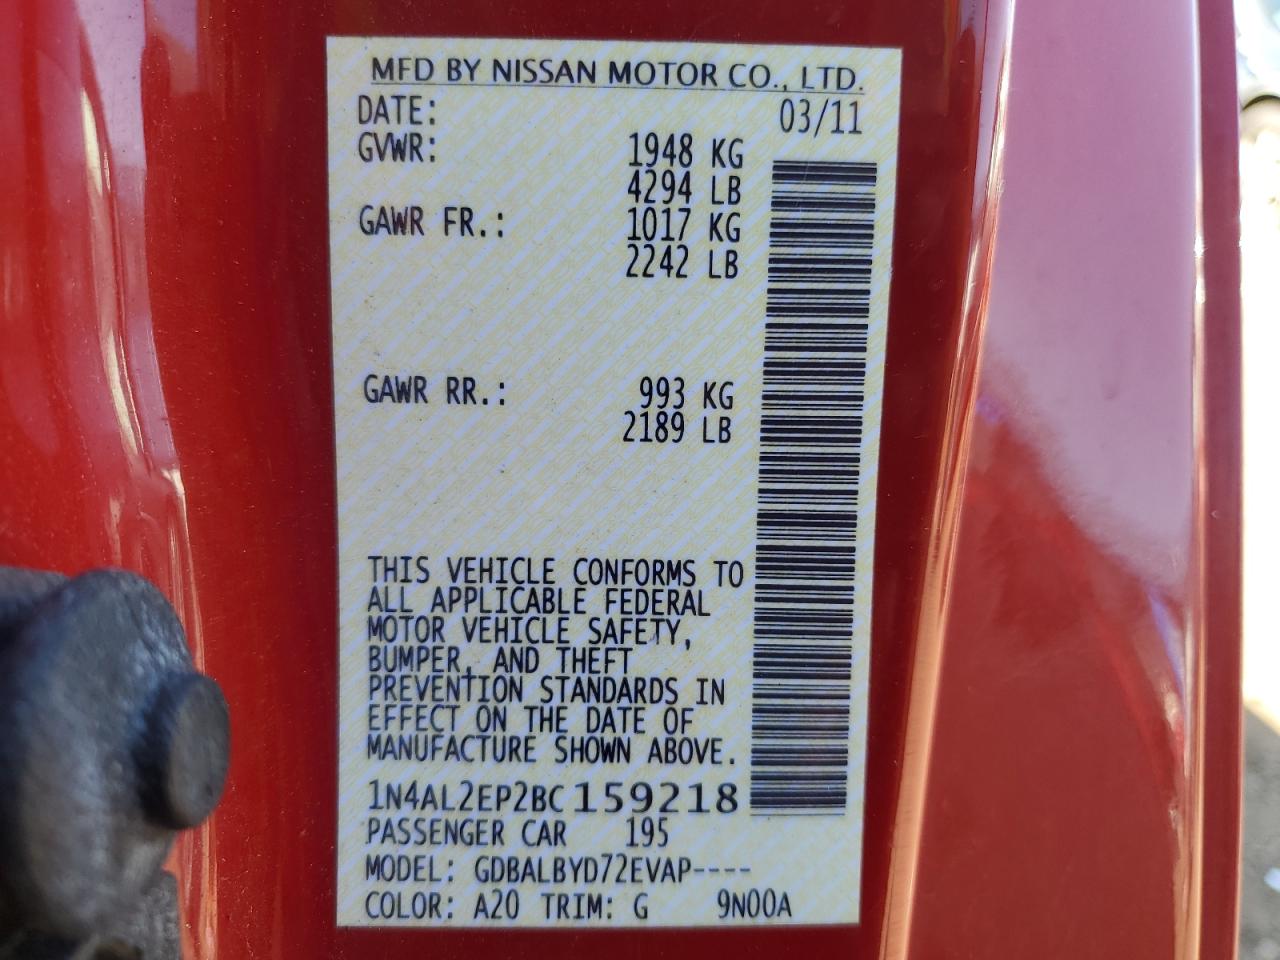 MFD BY NISSAN MOTOR CO., LTD.
DATE: 03/11
GVWR: 1948 KG
4294 LB
GAWR FR.: 1017 KG
2242 LB
GAWR RR.: 993 KG
2189 LB
THIS VEHICLE CONFORMS TO
ALL APPLICABLE FEDERAL
MOTOR VEHICLE SAFETY,
BUMPER, AND THEFT
PREVENTION STANDARDS IN
EFFECT ON THE DATE OF
MANUFACTURE SHOWN ABOVE.
1N4AL2EP2BC159218
PASSENGER CAR 195
MODEL: GDBALBYD72EVAP----
COLOR: A20 TRIM: G 9N00A